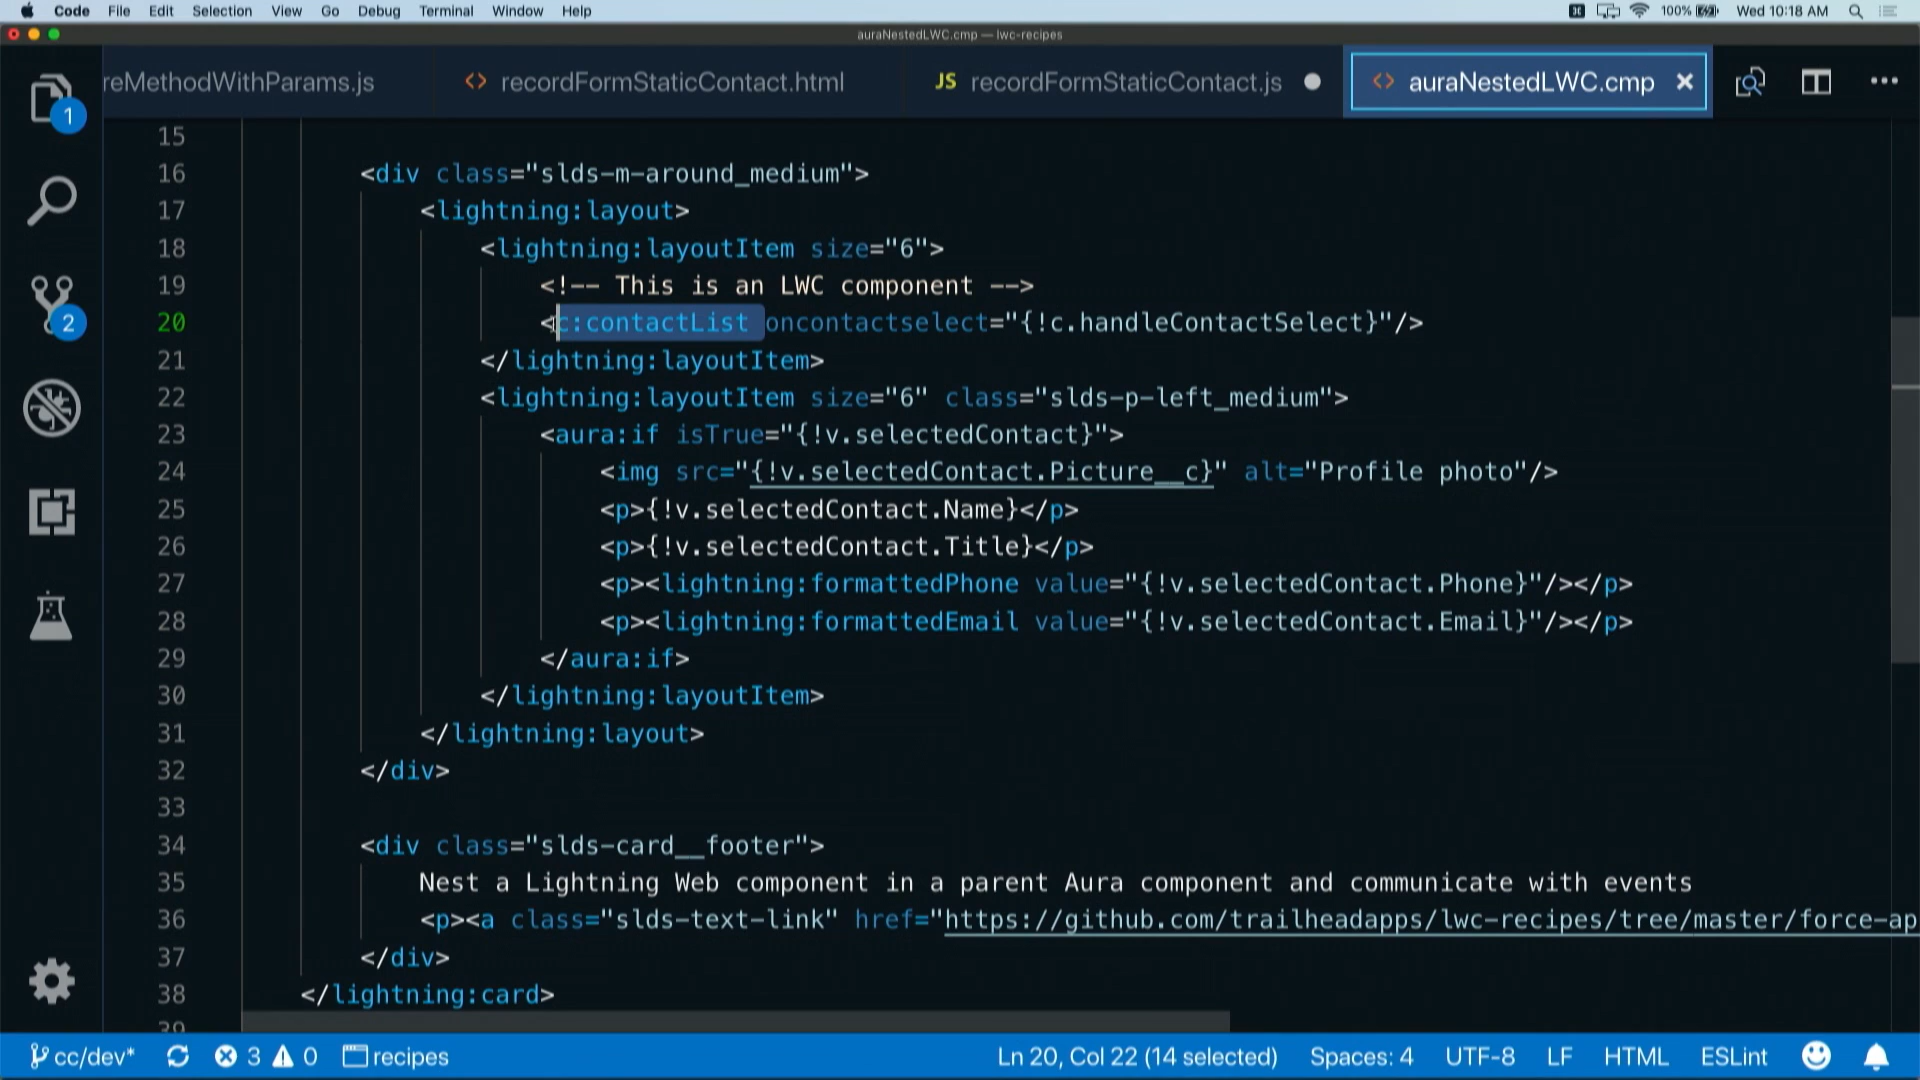 Code File Edit Selection View Go Debug Terminal Window Help 100% Wed 10:18 AM
auraNestedLWC.cmp — lwc-recipes
reMethodWithParams.js <> recordFormStaticContact.html JS recordFormStaticContact.js <> auraNestedLWC.cmp
1
2
15
16 <div class="slds-m-around_medium">
17 <lightning:layout>
18 <lightning:layoutItem size="6">
19 <!-- This is an LWC component -->
20 <c:contactList oncontactselect="{!c.handleContactSelect}"/>
21 </lightning:layoutItem>
22 <lightning:layoutItem size="6" class="slds-p-left_medium">
23 <aura:if isTrue="{!v.selectedContact}">
24 <img src="{!v.selectedContact.Picture__c}" alt="Profile photo"/>
25 <p>{!v.selectedContact.Name}</p>
26 <p>{!v.selectedContact.Title}</p>
27 <p><lightning:formattedPhone value="{!v.selectedContact.Phone}"/></p>
28 <p><lightning:formattedEmail value="{!v.selectedContact.Email}"/></p>
29 </aura:if>
30 </lightning:layoutItem>
31 </lightning:layout>
32 </div>
33
34 <div class="slds-card__footer">
35 Nest a Lightning Web component in a parent Aura component and communicate with events
36 <p><a class="slds-text-link" href="https://github.com/trailheadapps/lwc-recipes/tree/master/force-ap
37 </div>
38 </lightning:card>
39
cc/dev* 3 0 recipes Ln 20, Col 22 (14 selected) Spaces: 4 UTF-8 LF HTML ESLint